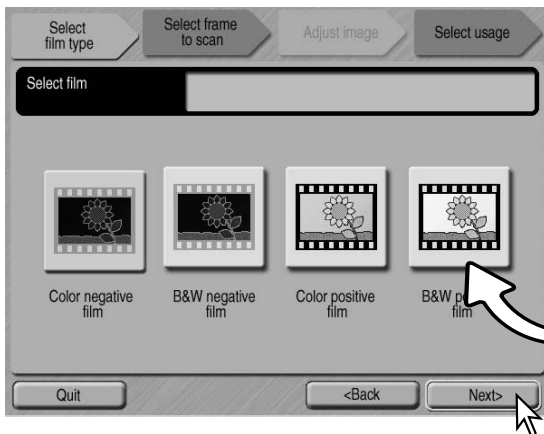 Select
film type
Select frame
to scan
Adjust image
Select usage
Select film
Color negative
film
B&W negative
film
Color positive
film
B&W
film
Quit
<Back
Next>